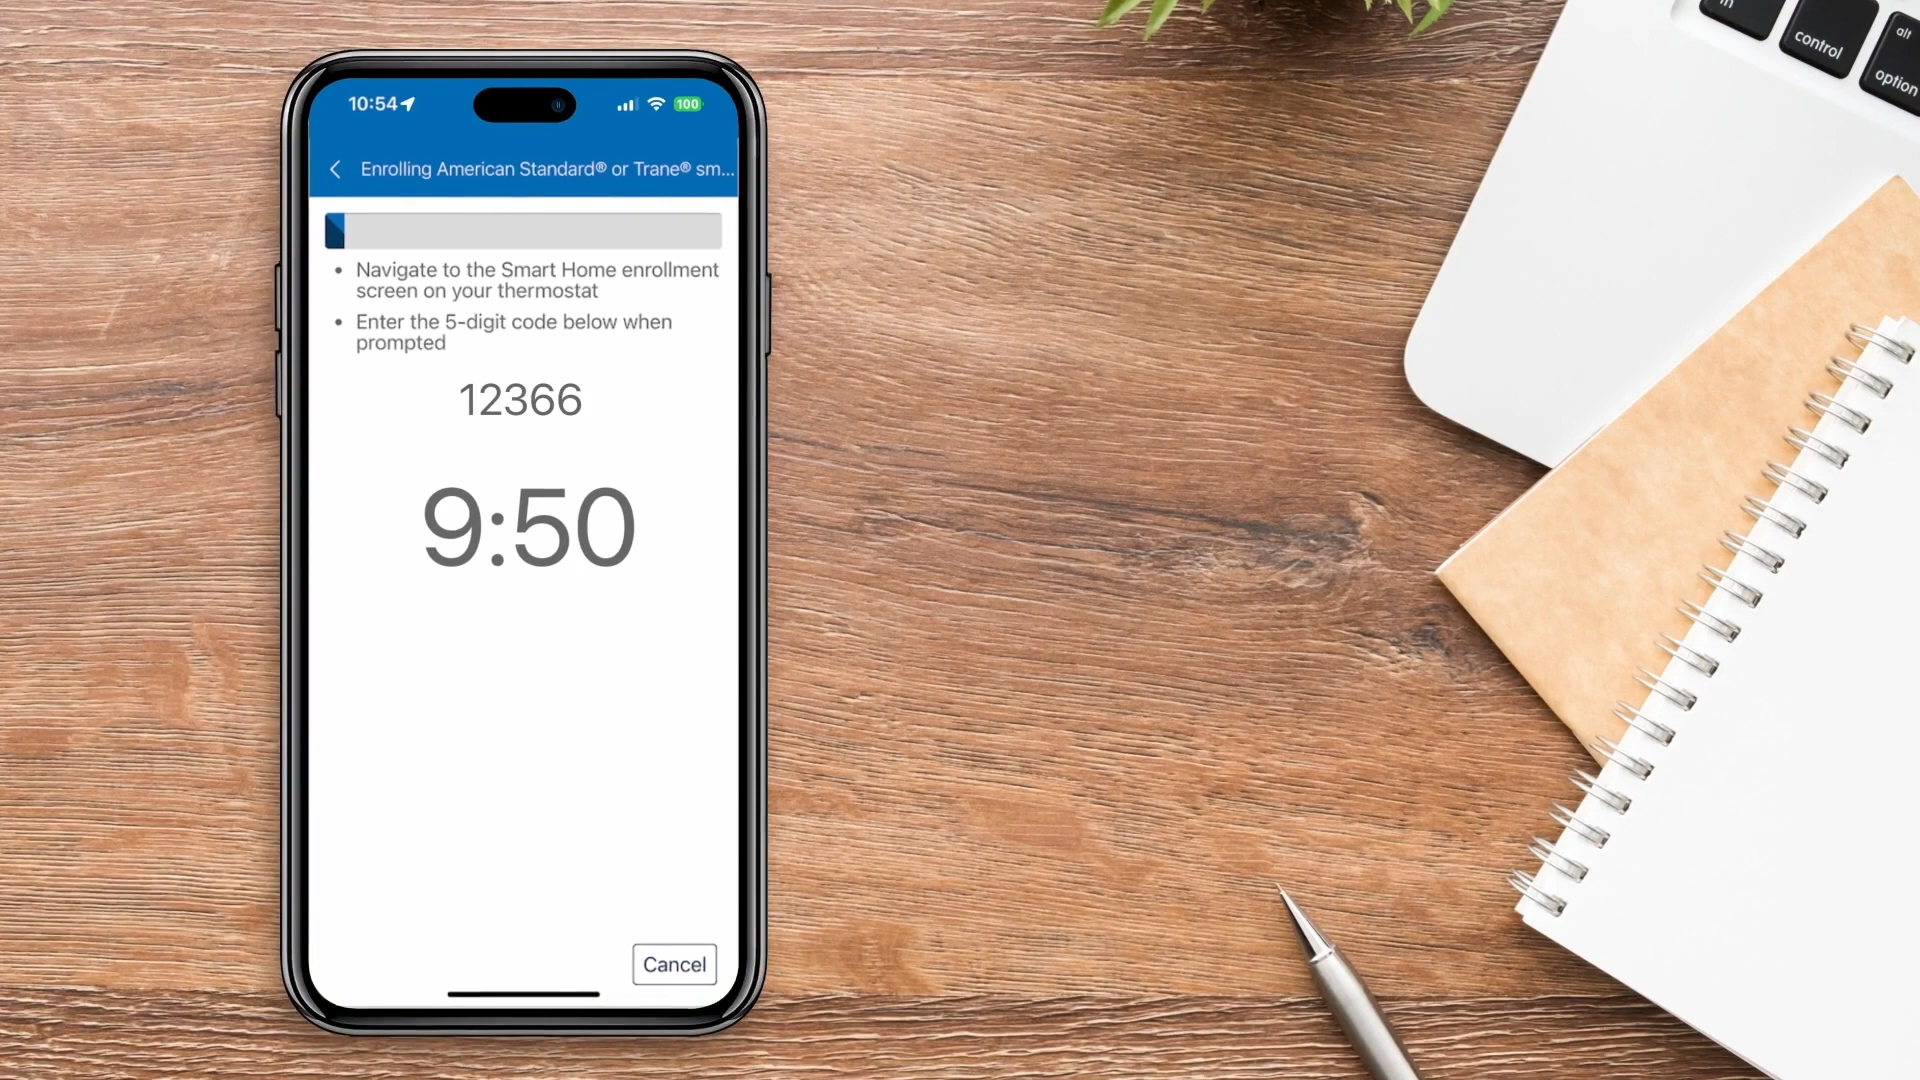 10:54
100
Enrolling American Standard® or Trane® sm...
Navigate to the Smart Home enrollment
screen on your thermostat
Enter the 5-digit code below when
prompted
12366
9:50
Cancel
control
alt
option